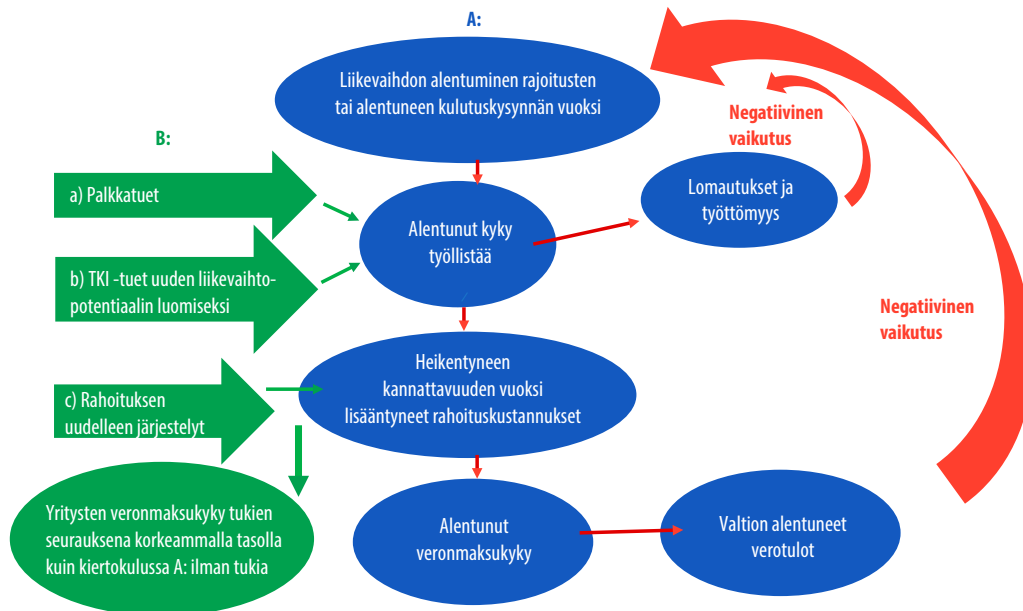 A:
Liikevaihdon alentuminen rajoitusten
tai alentuneen kulutuskysynnän vuoksi
Negatiivinen
vaikutus
B:
a) Palkkatuet
Lomautukset ja
työttömyys
Alentunut kyky
työllistää
b) TKI -tuet uuden liikevaihto-
potentiaalin luomiseksi
Negatiivinen
vaikutus
Heikentyneen
kannattavuuden vuoksi
lisääntyneet rahoituskustannukset
c) Rahoituksen
uudelleen järjestelyt
Yritysten veronmaksukyky tukien
seurauksena korkeammalla tasolla
kuin kiertokulussa A: ilman tukia
Alentunut
veronmaksukyky
Valtion alentuneet
verotulot